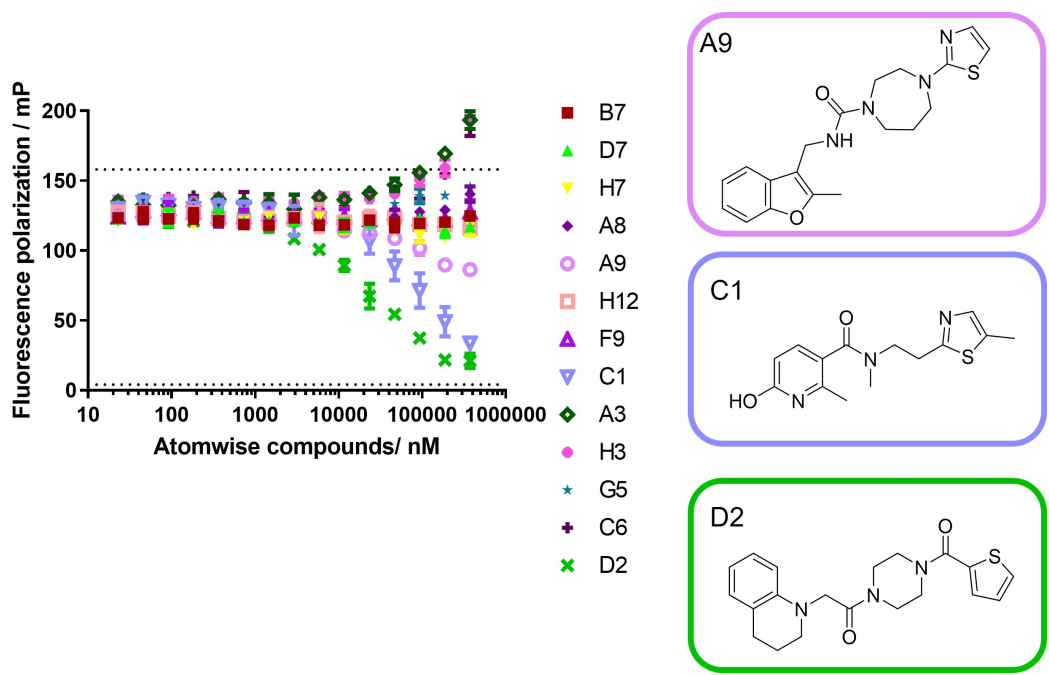 Fluorescence polarization / mP
200
150
100
50
0
10
100
1000
10000
100000
1000000
Atomwise compounds/ nM
B7
D7
H7
A8
A9
H12
F9
C1
A3
H3
G5
C6
D2
A9
N
S
N
O
N
NH
O
C1
O
N
N
S
HO
N
D2
O
S
N
N
N
O